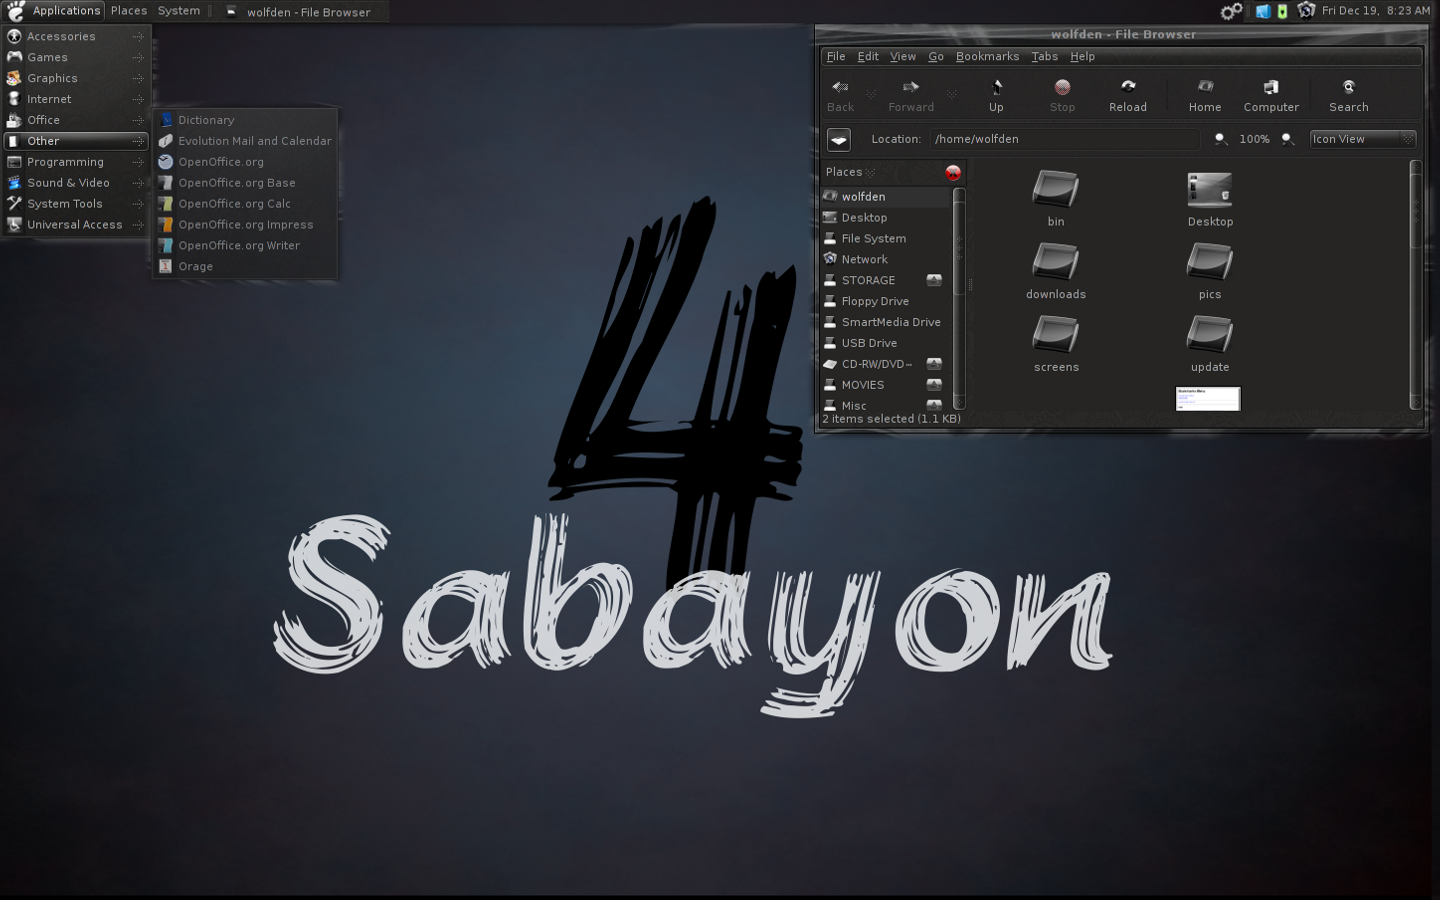 Applications Places System wolfden - File Browser Fri Dec 19, 8:23 AM
Accessories
Games
Graphics
Internet
Office
Other
Programming
Sound & Video
System Tools
Universal Access
Dictionary
Evolution Mail and Calendar
OpenOffice.org
OpenOffice.org Base
OpenOffice.org Calc
OpenOffice.org Impress
OpenOffice.org Writer
Orage
wolfden - File Browser
File Edit View Go Bookmarks Tabs Help
Back Forward Up Stop Reload Home Computer Search
Location: /home/wolfden 100% Icon View
Places
wolfden
Desktop
File System
Network
STORAGE
Floppy Drive
SmartMedia Drive
USB Drive
CD-RW/DVD-
MOVIES
Misc
bin Desktop
downloads pics
screens update
2 items selected (1.1 KB)
4
Sabayon